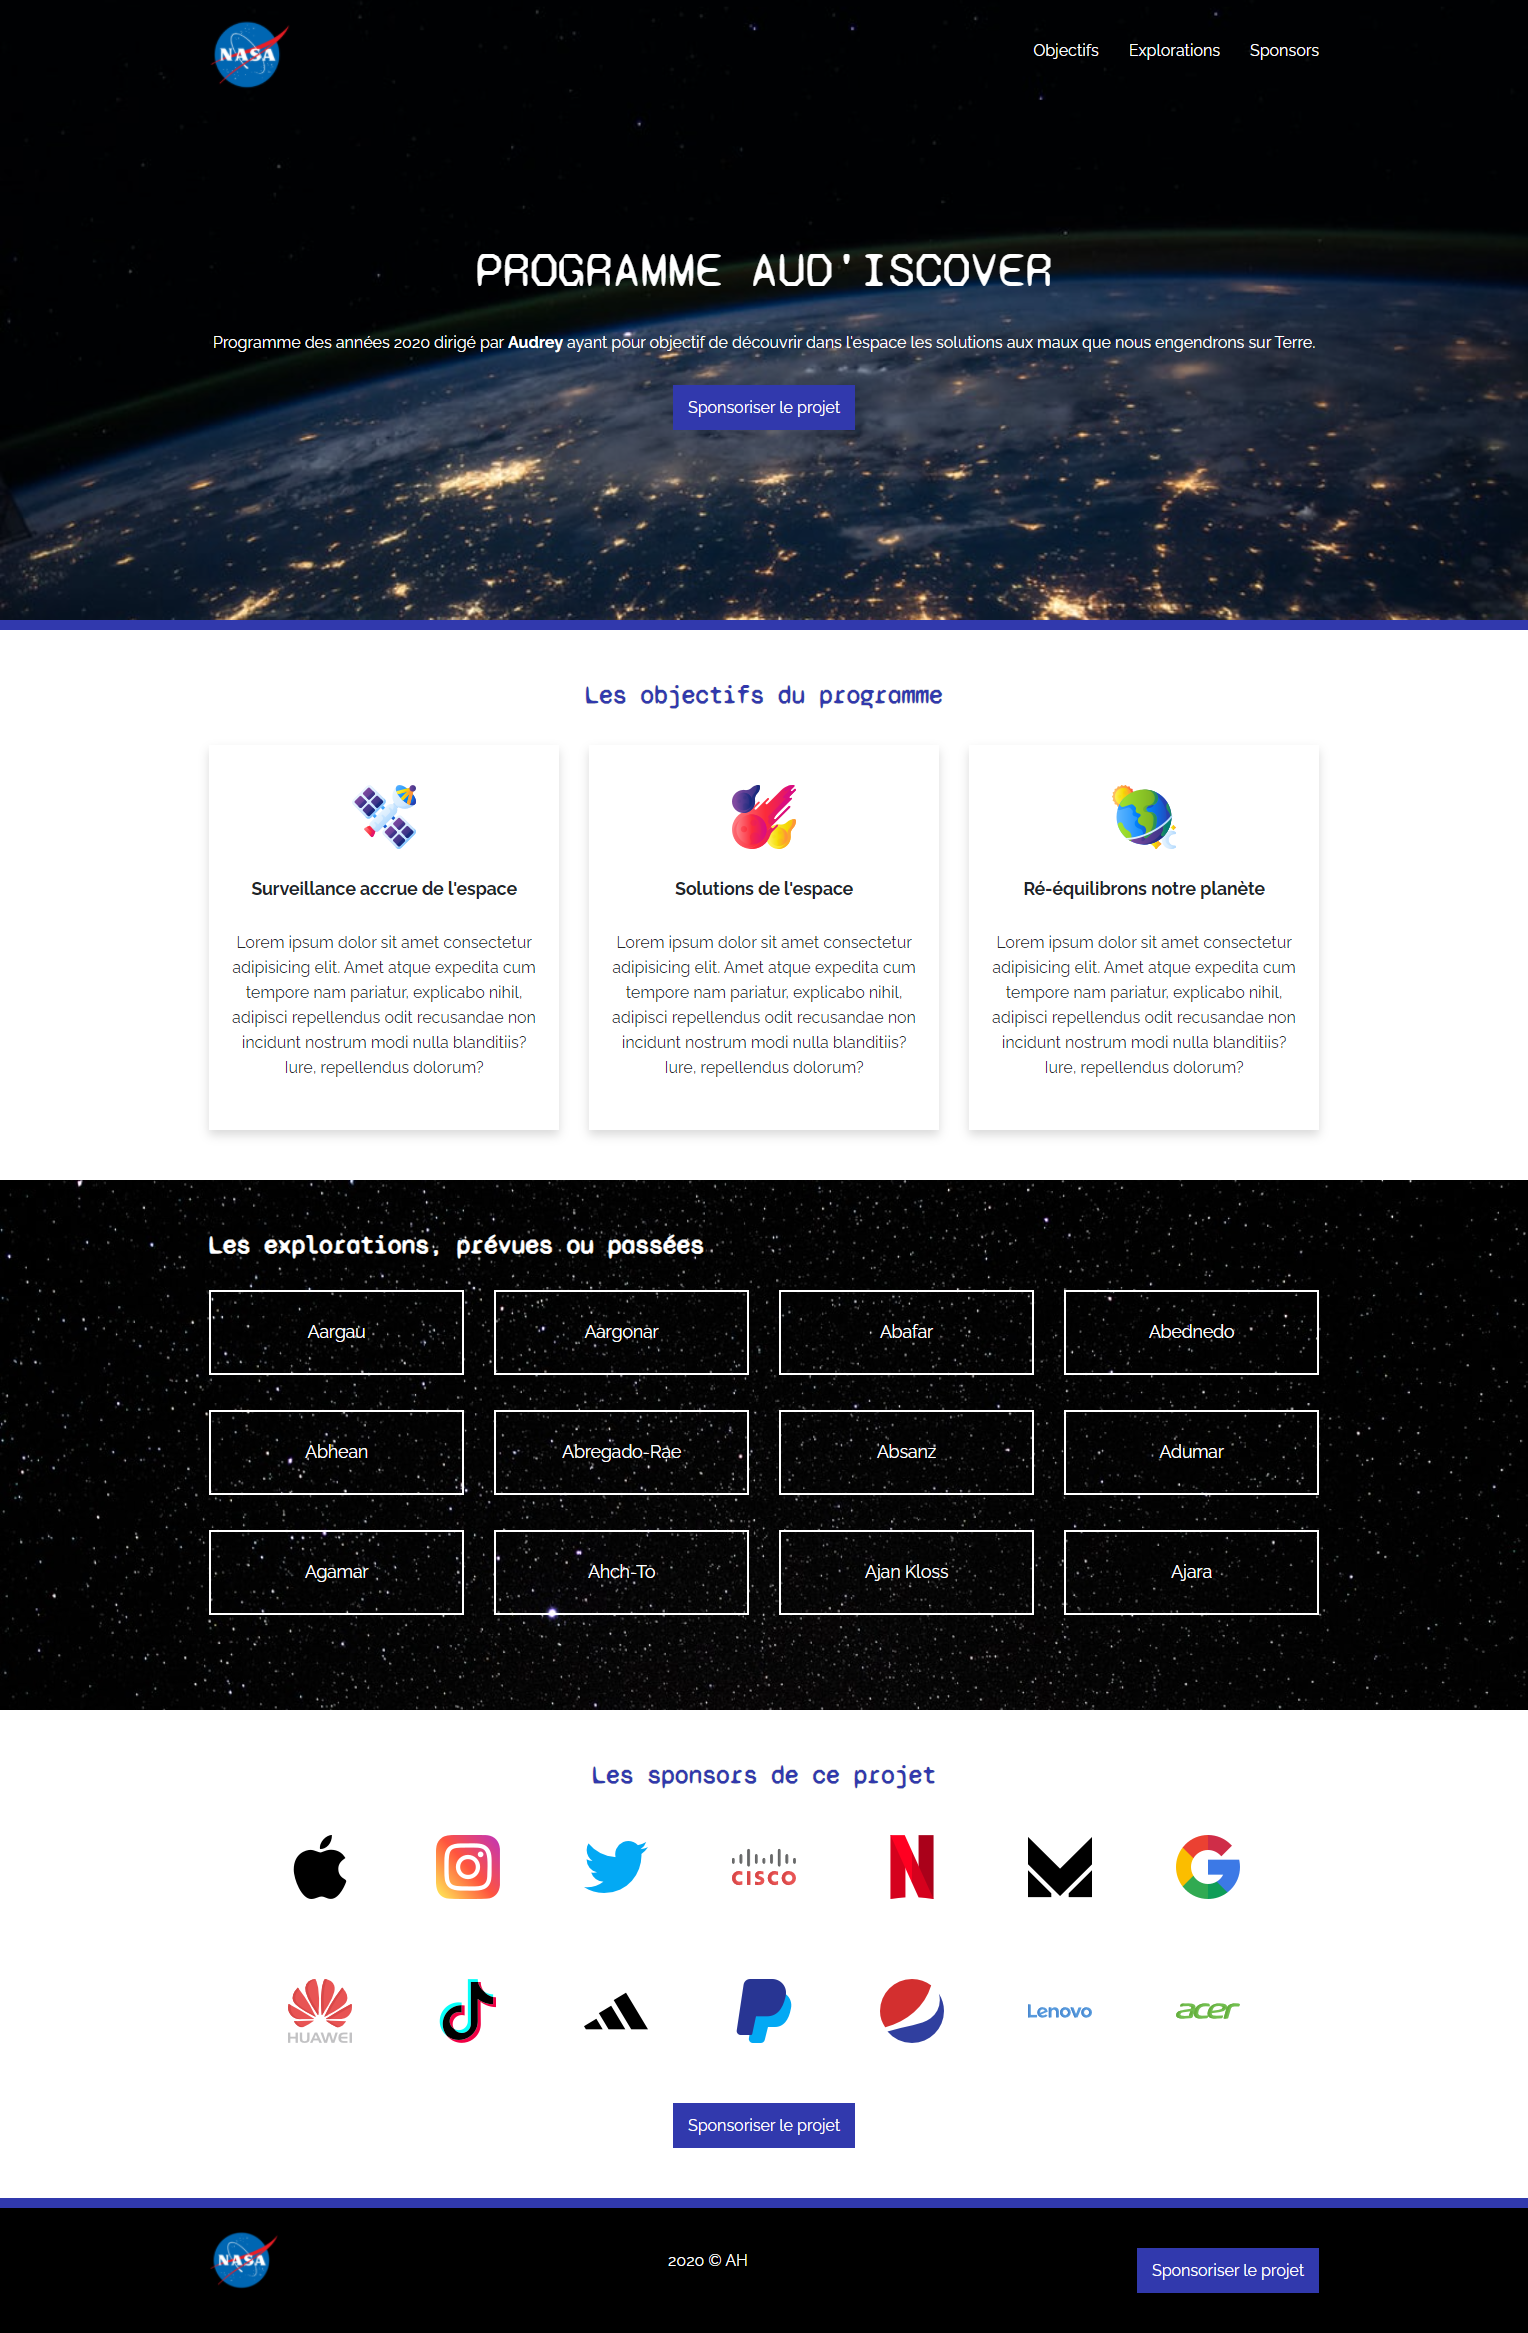 NASA
Objectifs Explorations Sponsors
PROGRAMME AUD'ISCOVER
Programme des années 2020 dirigé par Audrey ayant pour objectif de découvrir dans l'espace les solutions aux maux que nous engendrons sur Terre.
Sponsoriser le projet
Les objectifs du programme
Surveillance accrue de l'espace
Lorem ipsum dolor sit amet consectetur
adipisicing elit. Amet atque expedita cum
tempore nam pariatur, explicabo nihil,
adipisci repellendus odit recusandae non
incidunt nostrum modi nulla blanditiis?
Iure, repellendus dolorum?
Solutions de l'espace
Lorem ipsum dolor sit amet consectetur
adipisicing elit. Amet atque expedita cum
tempore nam pariatur, explicabo nihil,
adipisci repellendus odit recusandae non
incidunt nostrum modi nulla blanditiis?
Iure, repellendus dolorum?
Ré-équilibrons notre planète
Lorem ipsum dolor sit amet consectetur
adipisicing elit. Amet atque expedita cum
tempore nam pariatur, explicabo nihil,
adipisci repellendus odit recusandae non
incidunt nostrum modi nulla blanditiis?
Iure, repellendus dolorum?
Les explorations, prévues ou passées
Aargau Aargonar Abafar Abednedo
Abhean Abregado-Rae Absanz Adumar
Agamar Ahch-To Ajan Kloss Ajara
Les sponsors de ce projet
CISCO
HUAWEI
Lenovo
acer
Sponsoriser le projet
NASA
2020 © AH
Sponsoriser le projet